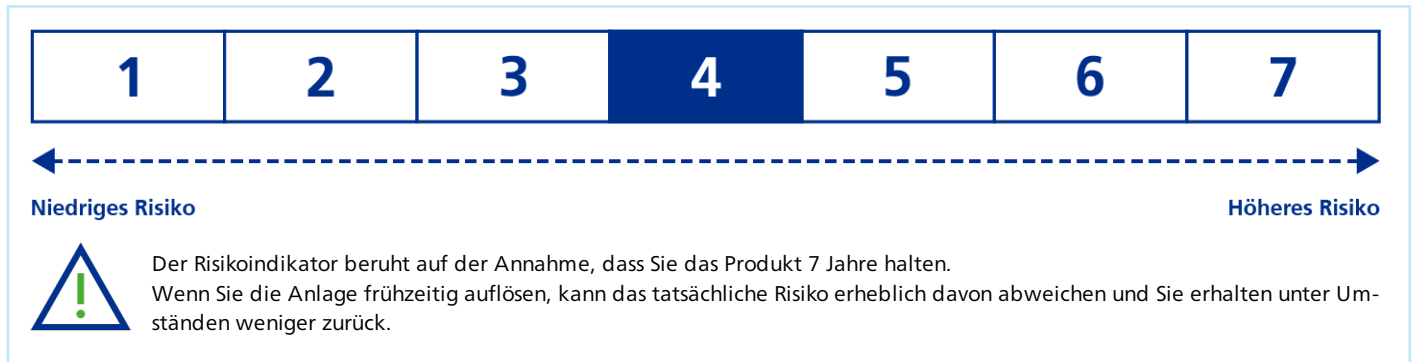 1 2 3 4 5 6 7
Niedriges Risiko Höheres Risiko
Der Risikoindikator beruht auf der Annahme, dass Sie das Produkt 7 Jahre halten.
Wenn Sie die Anlage frühzeitig auflösen, kann das tatsächliche Risiko erheblich davon abweichen und Sie erhalten unter Um-
ständen weniger zurück.